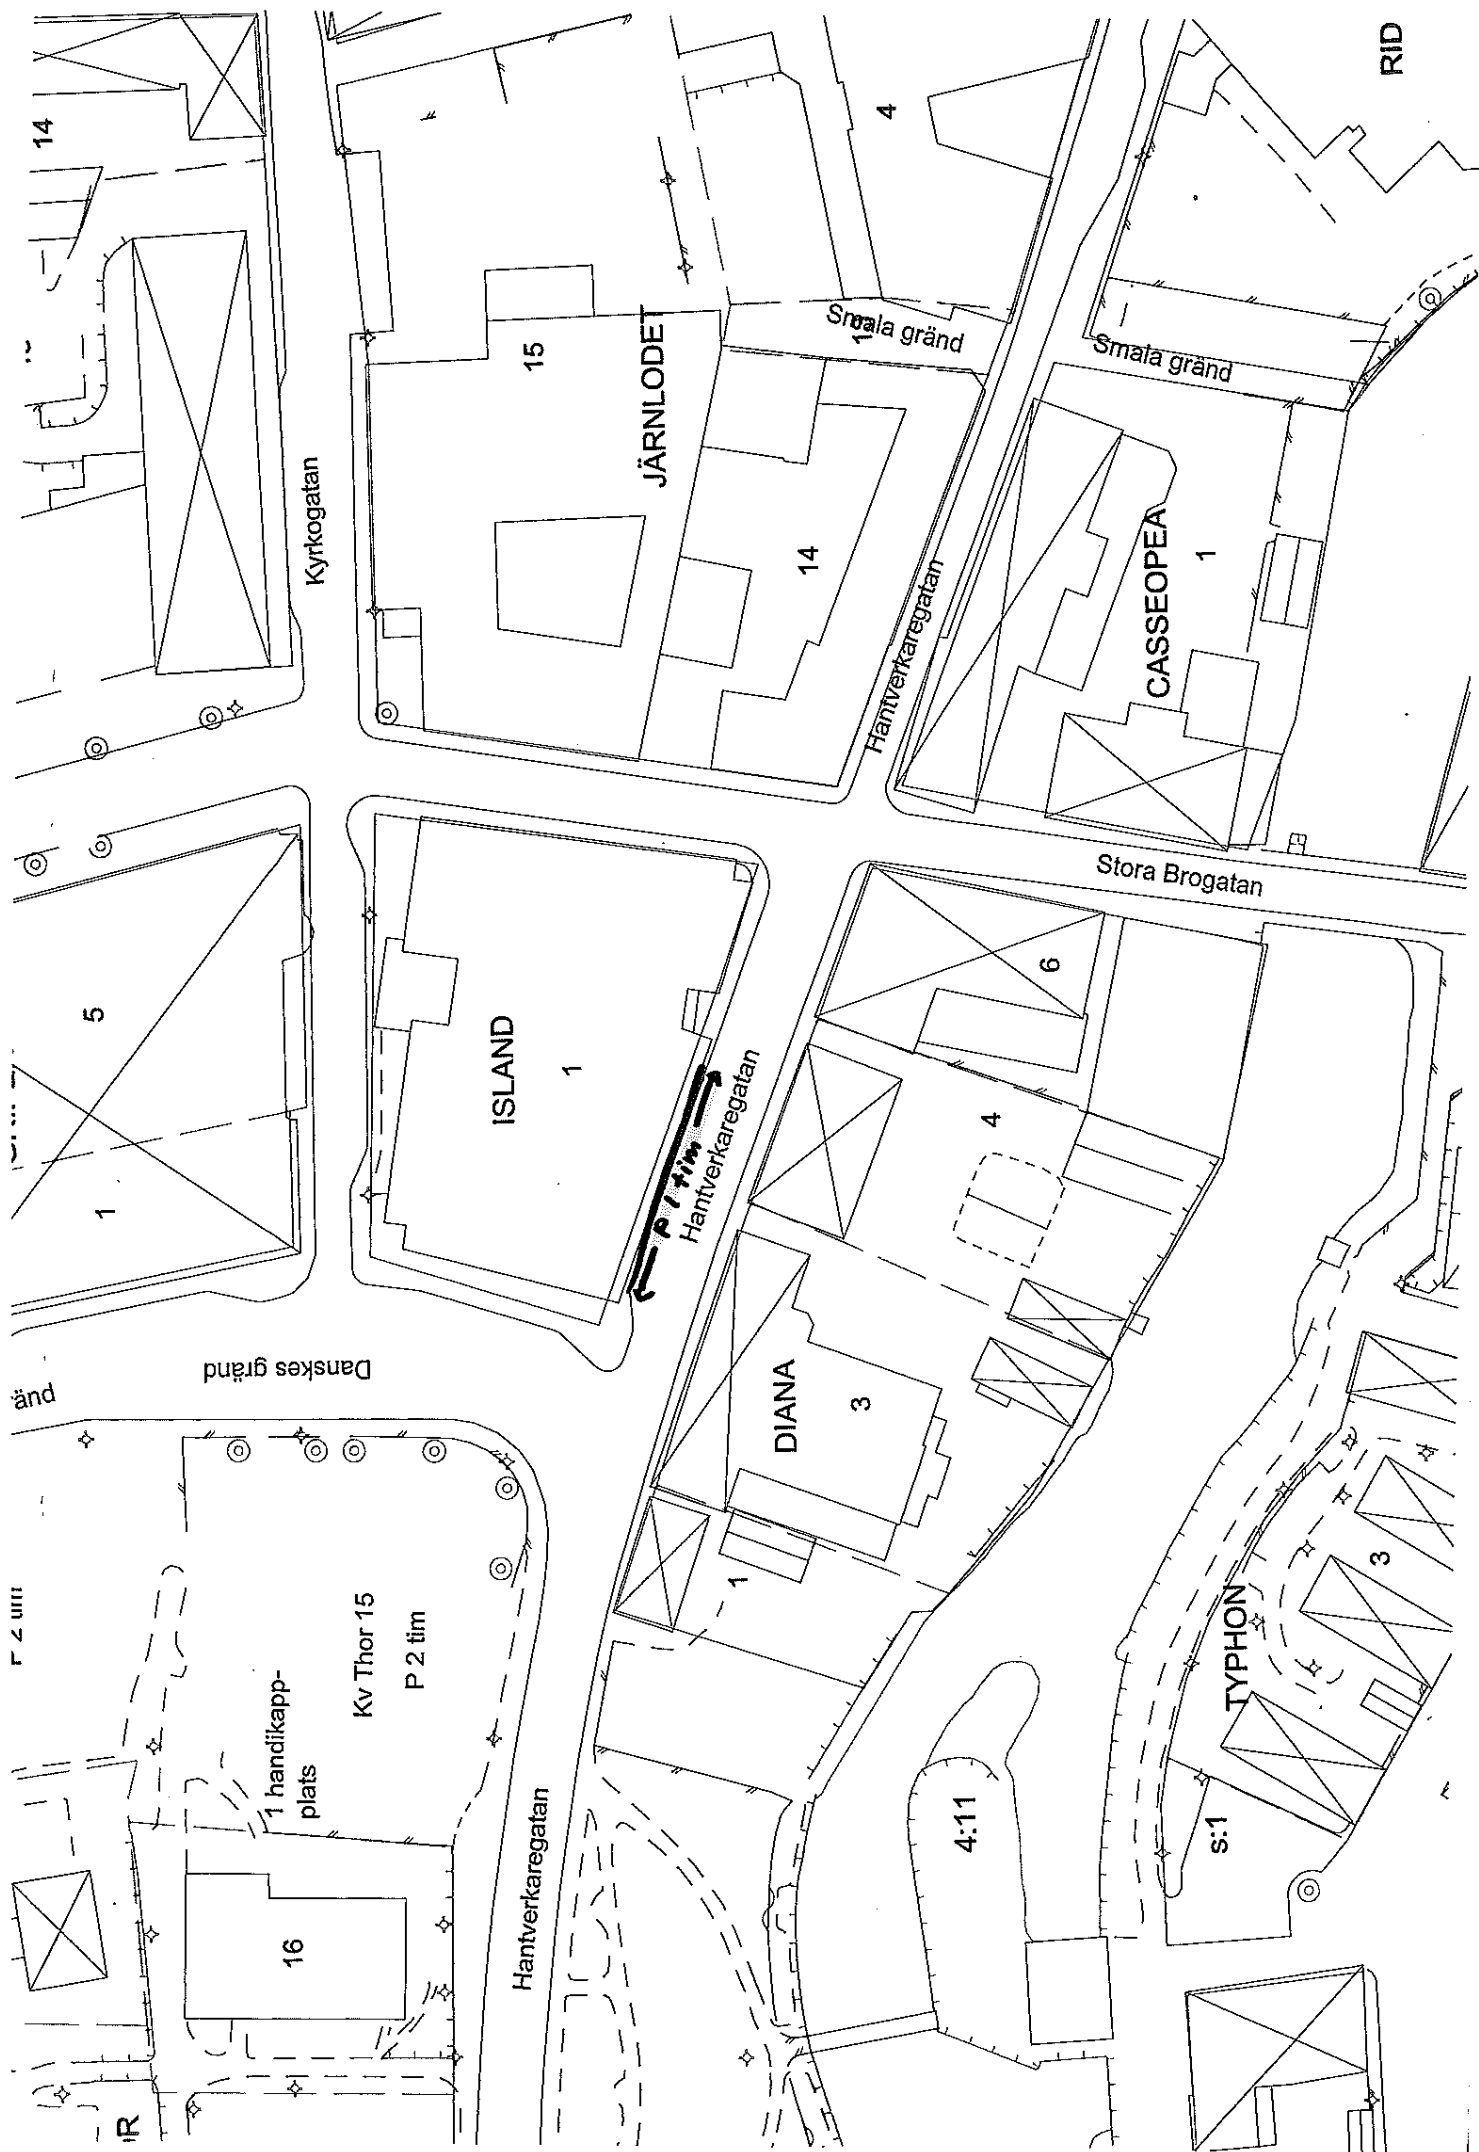 14
RID
4
Smala gränd
Smala gränd
15
JÄRNLODET
Kyrkogatan
14
Hantverkaregatan
CASSEOPEA
1
Stora Brogatan
5
6
ISLAND
1
1
P 1 tim
Hantverkaregatan
4
Danskes gränd
änd
DIANA
3
1
Kv Thor 15
P 2 tim
1 handikapp-
plats
TYPHON
3
4:11
s:1
Hantverkaregatan
16